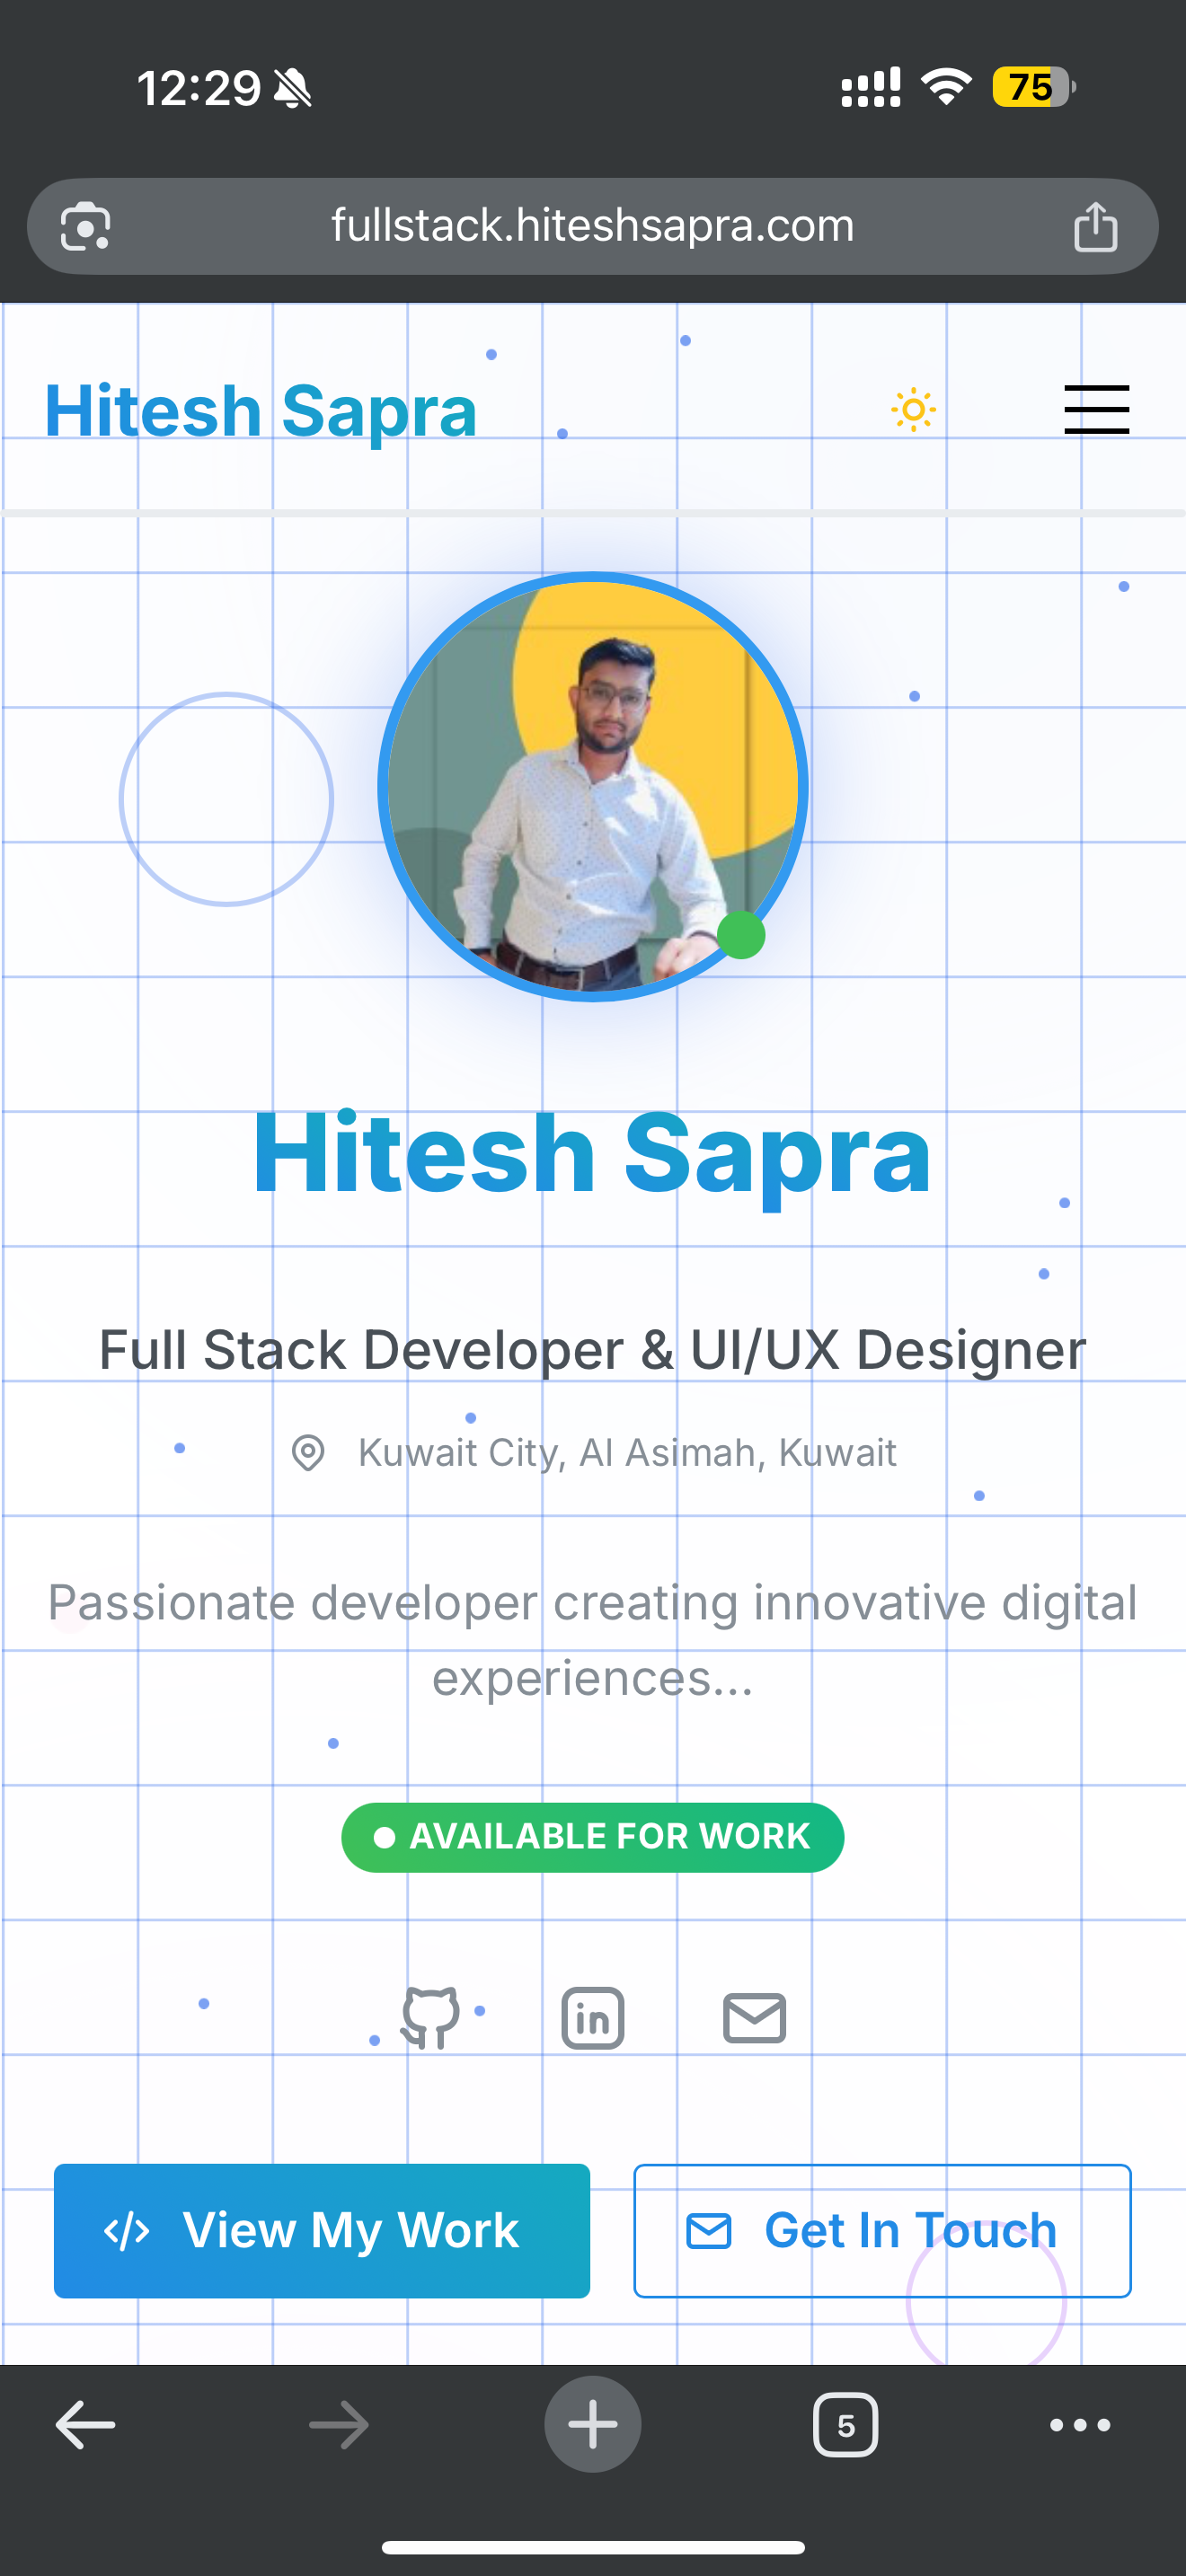 12:29
75
fullstack.hiteshsapra.com
Hitesh Sapra
Hitesh Sapra
Full Stack Developer & UI/UX Designer
Kuwait City, Al Asimah, Kuwait
Passionate developer creating innovative digital
experiences...
AVAILABLE FOR WORK
in
</> View My Work
Get In Touch
5